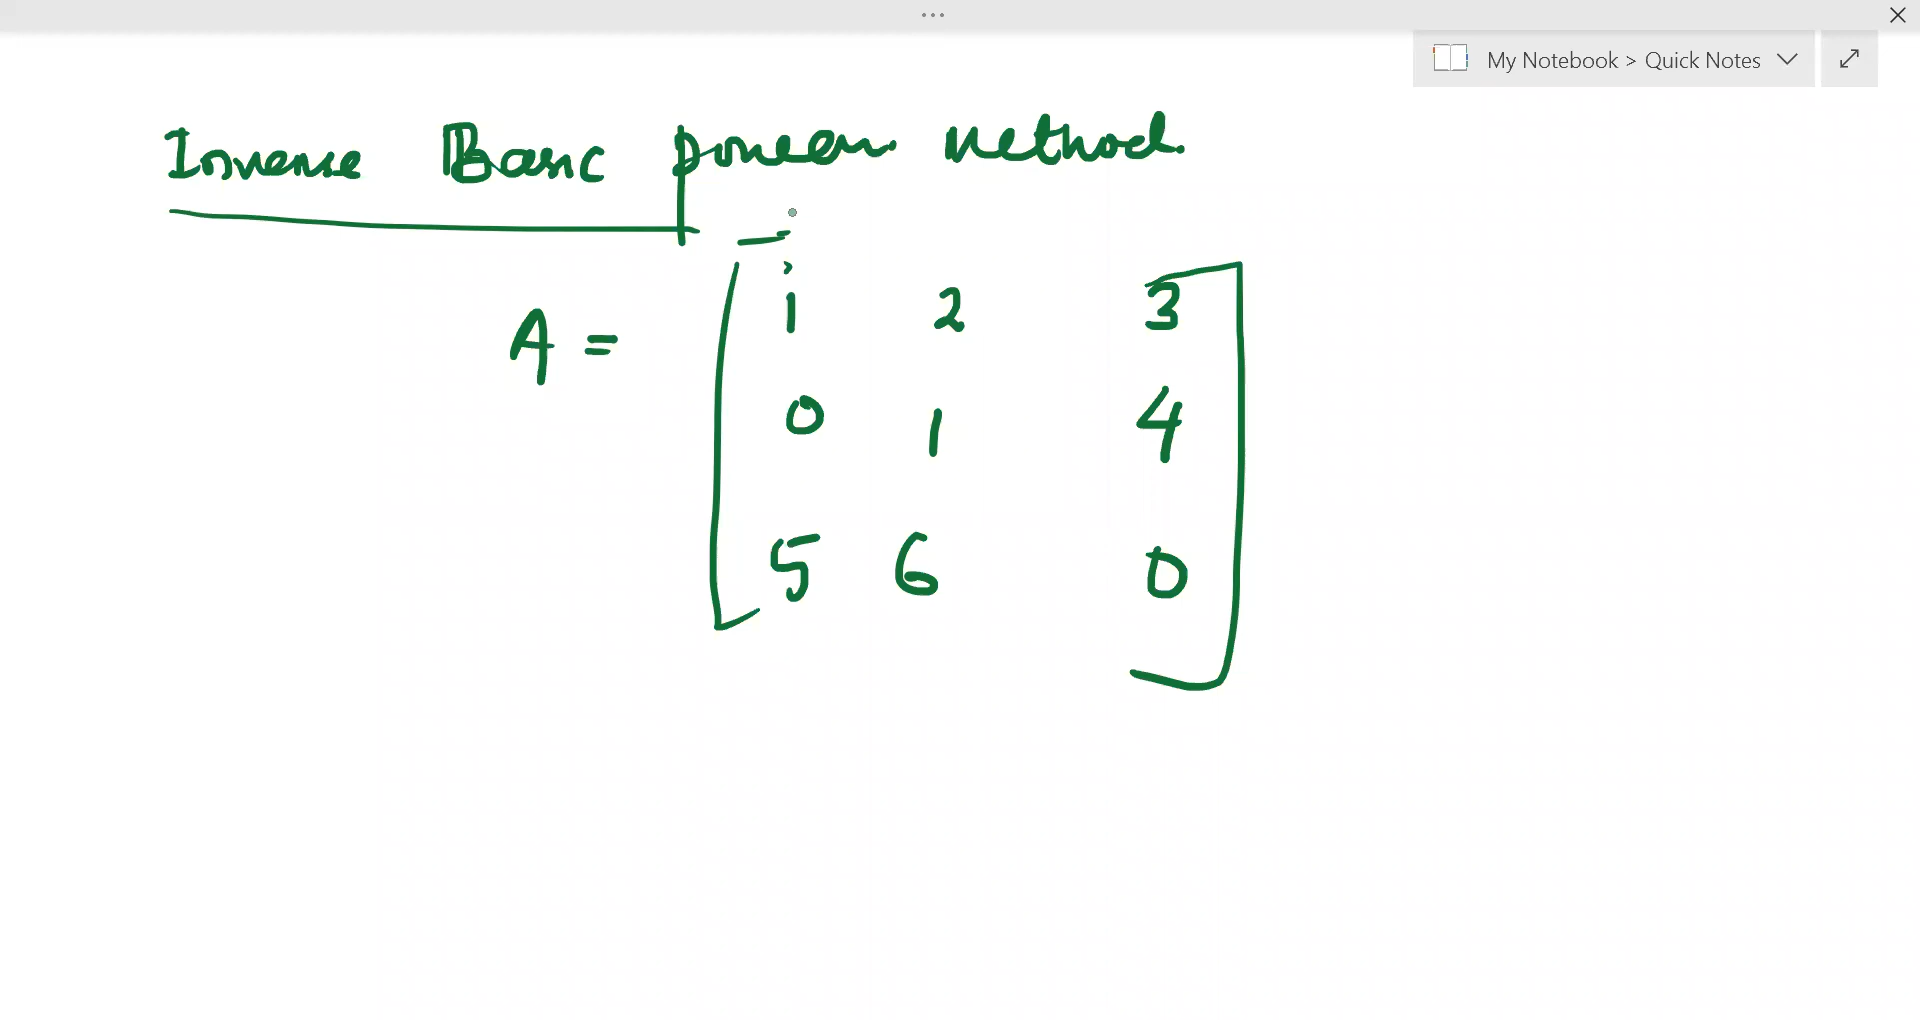 My Notebook > Quick Notes
Inverse Basic power Method.
A = [ 1 2 3
0 1 4
5 6 0 ]